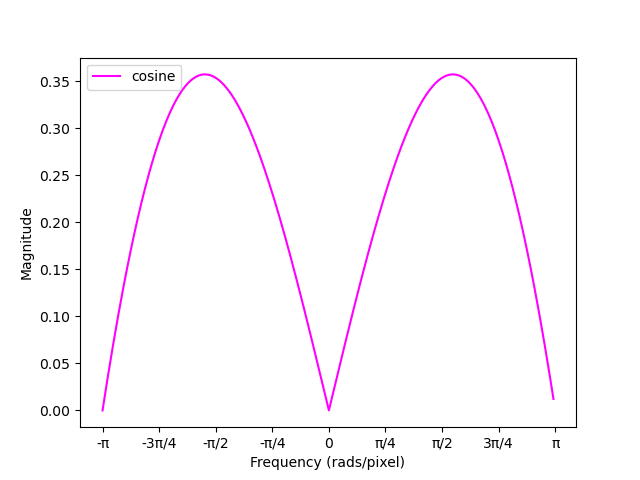 cosine
0.35
0.30
0.25
0.20
0.15
0.10
0.05
0.00
Magnitude
-π -3π/4 -π/2 -π/4 0 π/4 π/2 3π/4 π
Frequency (rads/pixel)